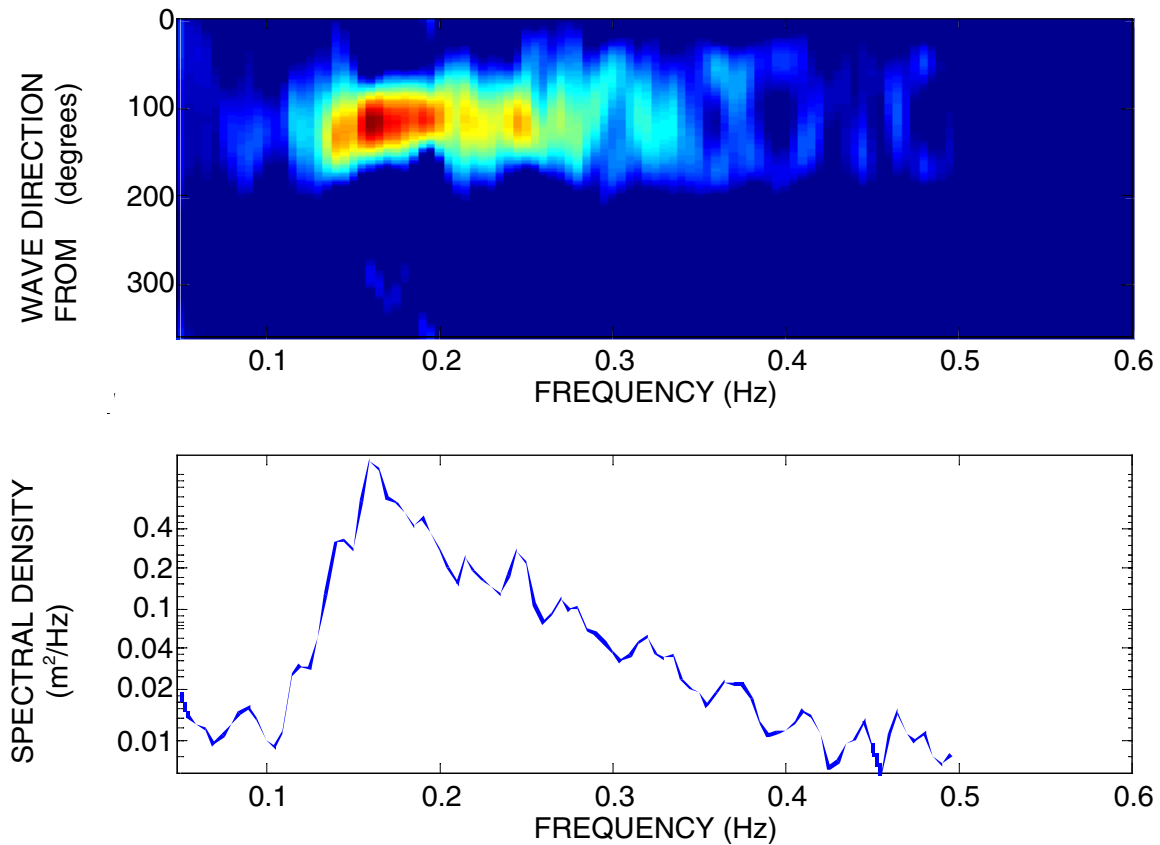 WAVE DIRECTION
FROM (degrees)
0
100
200
300
0.1 0.2 0.3 0.4 0.5 0.6
FREQUENCY (Hz)
SPECTRAL DENSITY
(m²/Hz)
0.4
0.2
0.1
0.04
0.02
0.01
0.1 0.2 0.3 0.4 0.5 0.6
FREQUENCY (Hz)